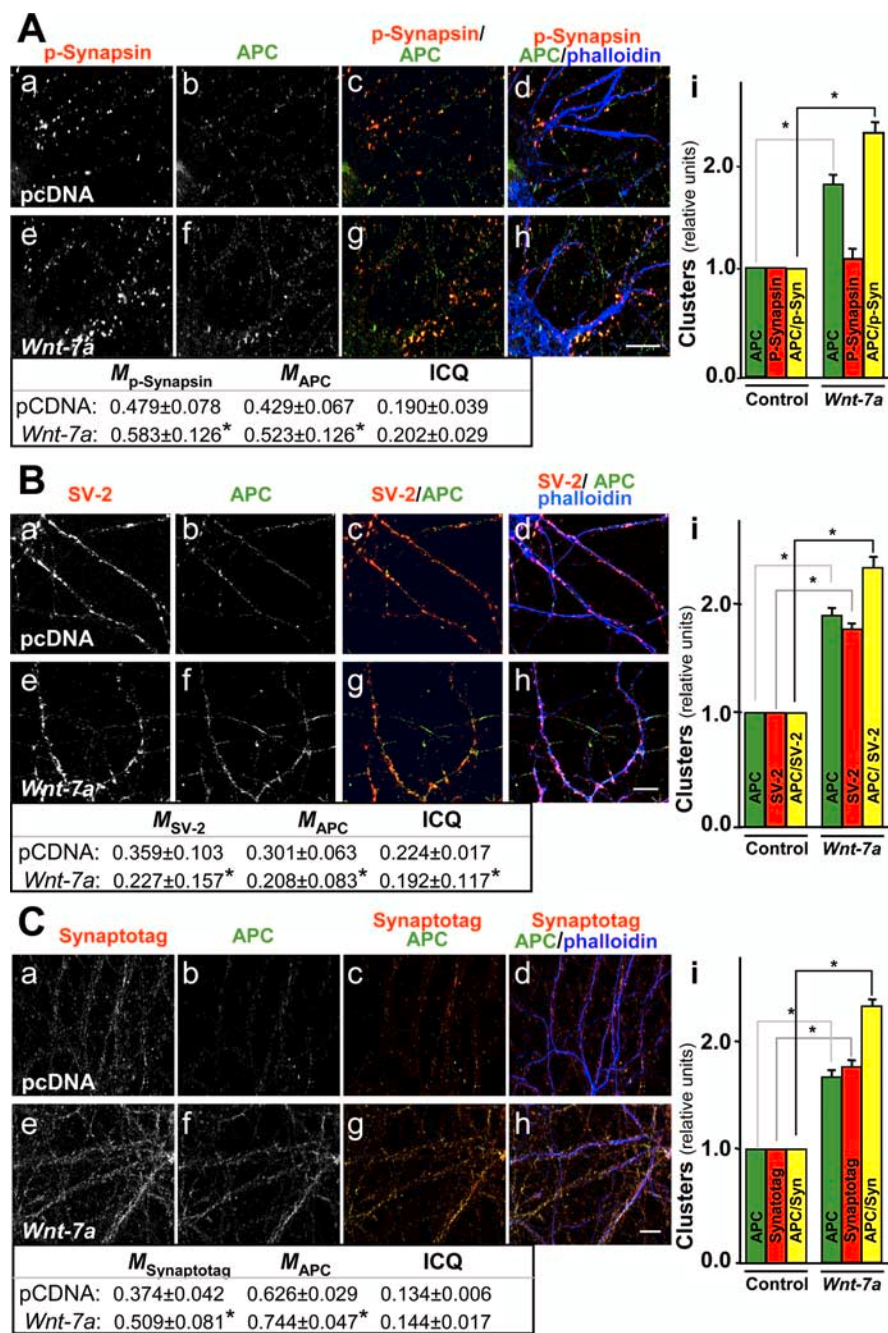 A
p-Synapsin
APC
p-Synapsin/
APC
p-Synapsin
APC/phalloidin
a
b
c
d
pcDNA
e
f
g
h
Wnt-7a
Mp-Synapsin MAPC ICQ
pCDNA: 0.479±0.078 0.429±0.067 0.190±0.039
Wnt-7a: 0.583±0.126* 0.523±0.126* 0.202±0.029
i
*
*
Clusters (relative units)
2.0
1.0
0.0
APC
P-Synapsin
APC/p-Syn
APC
P-Synapsin
APC/p-Syn
Control
Wnt-7a
B
SV-2
APC
SV-2/APC
SV-2/ APC
phalloidin
a
b
c
d
pcDNA
e
f
g
h
Wnt-7a
MSV-2 MAPC ICQ
pCDNA: 0.359±0.103 0.301±0.063 0.224±0.017
Wnt-7a: 0.227±0.157* 0.208±0.083* 0.192±0.117*
i
*
*
*
Clusters (relative units)
2.0
1.0
0.0
APC
SV-2
APC/SV-2
APC
SV-2
APC/ SV-2
Control
Wnt-7a
C
Synaptotag
APC
Synaptotag
APC
Synaptotag
APC/phalloidin
a
b
c
d
pcDNA
e
f
g
h
Wnt-7a
MSynaptotag MAPC ICQ
pCDNA: 0.374±0.042 0.626±0.029 0.134±0.006
Wnt-7a: 0.509±0.081* 0.744±0.047* 0.144±0.017
i
*
*
*
Clusters (relative units)
2.0
1.0
0.0
APC
Synatotag
APC/Syn
APC
Synaptotag
APC/Syn
Control
Wnt-7a